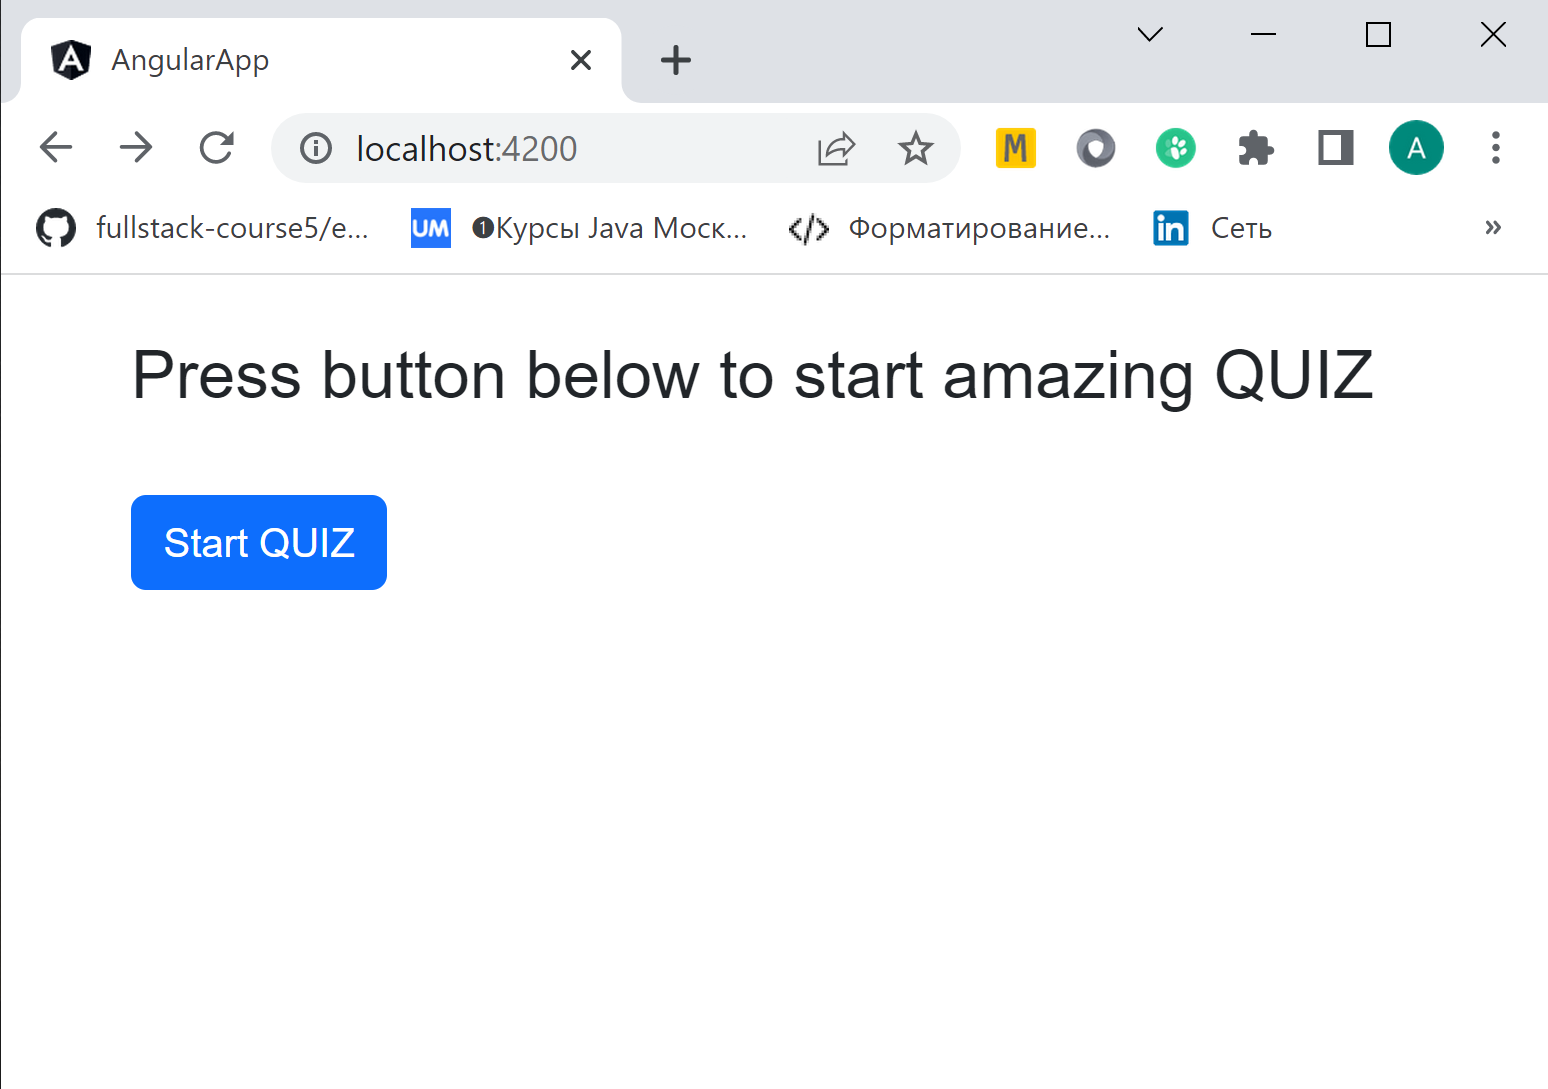 AngularApp
localhost:4200
M
A
fullstack-course5/e...
UM
❶Курсы Java Моск...
</> Форматирование...
in
Сеть
»
Press button below to start amazing QUIZ
Start QUIZ